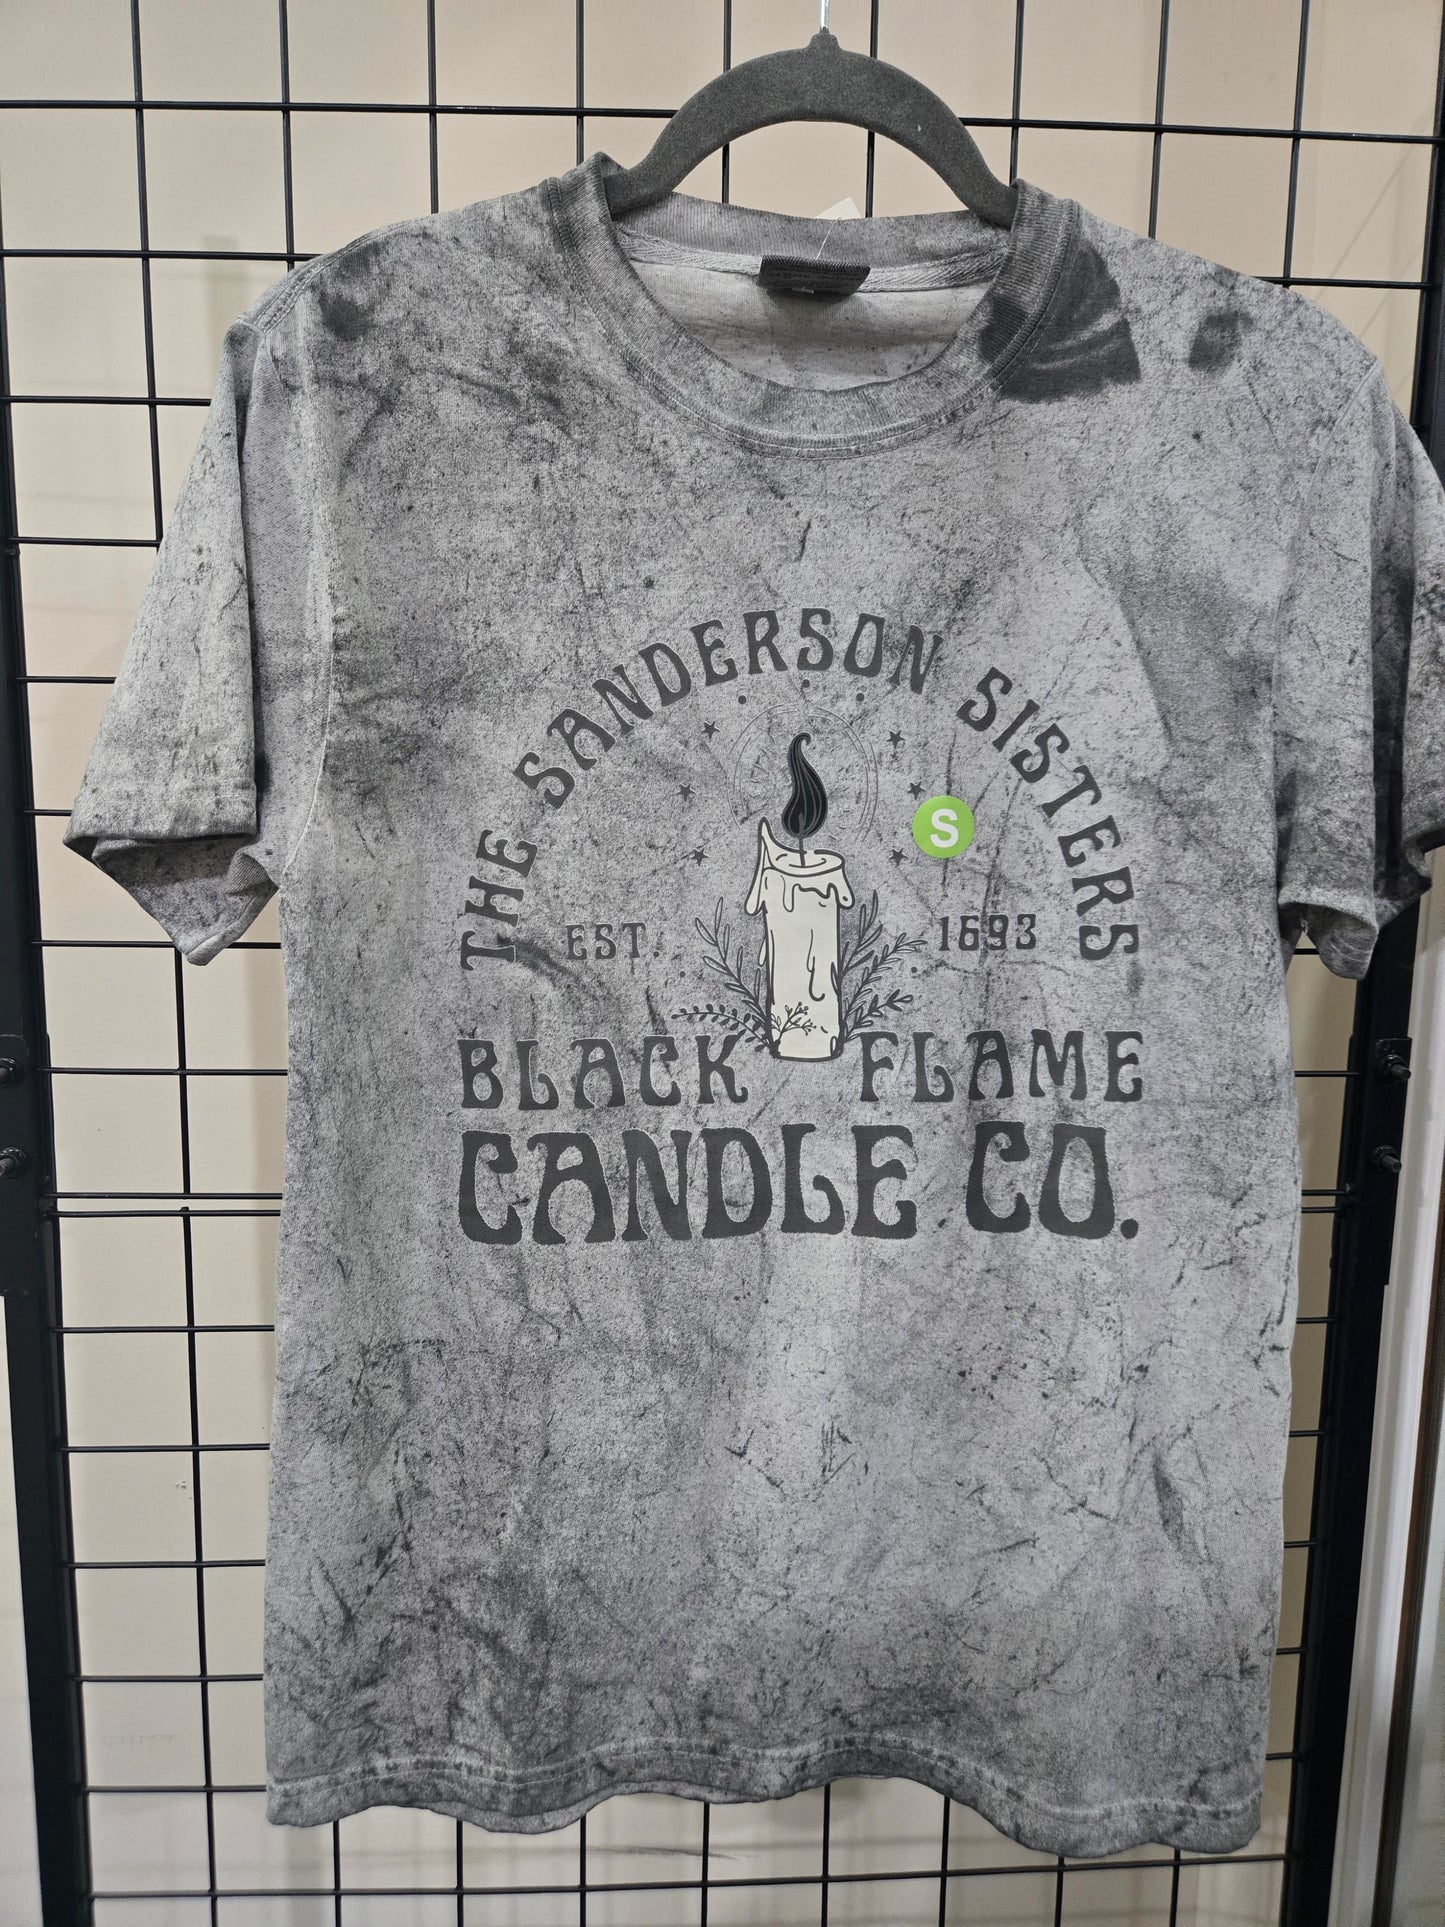 THE SANDERSON SISTERS
S
EST. 1693
BLACK FLAME
CANDLE CO.